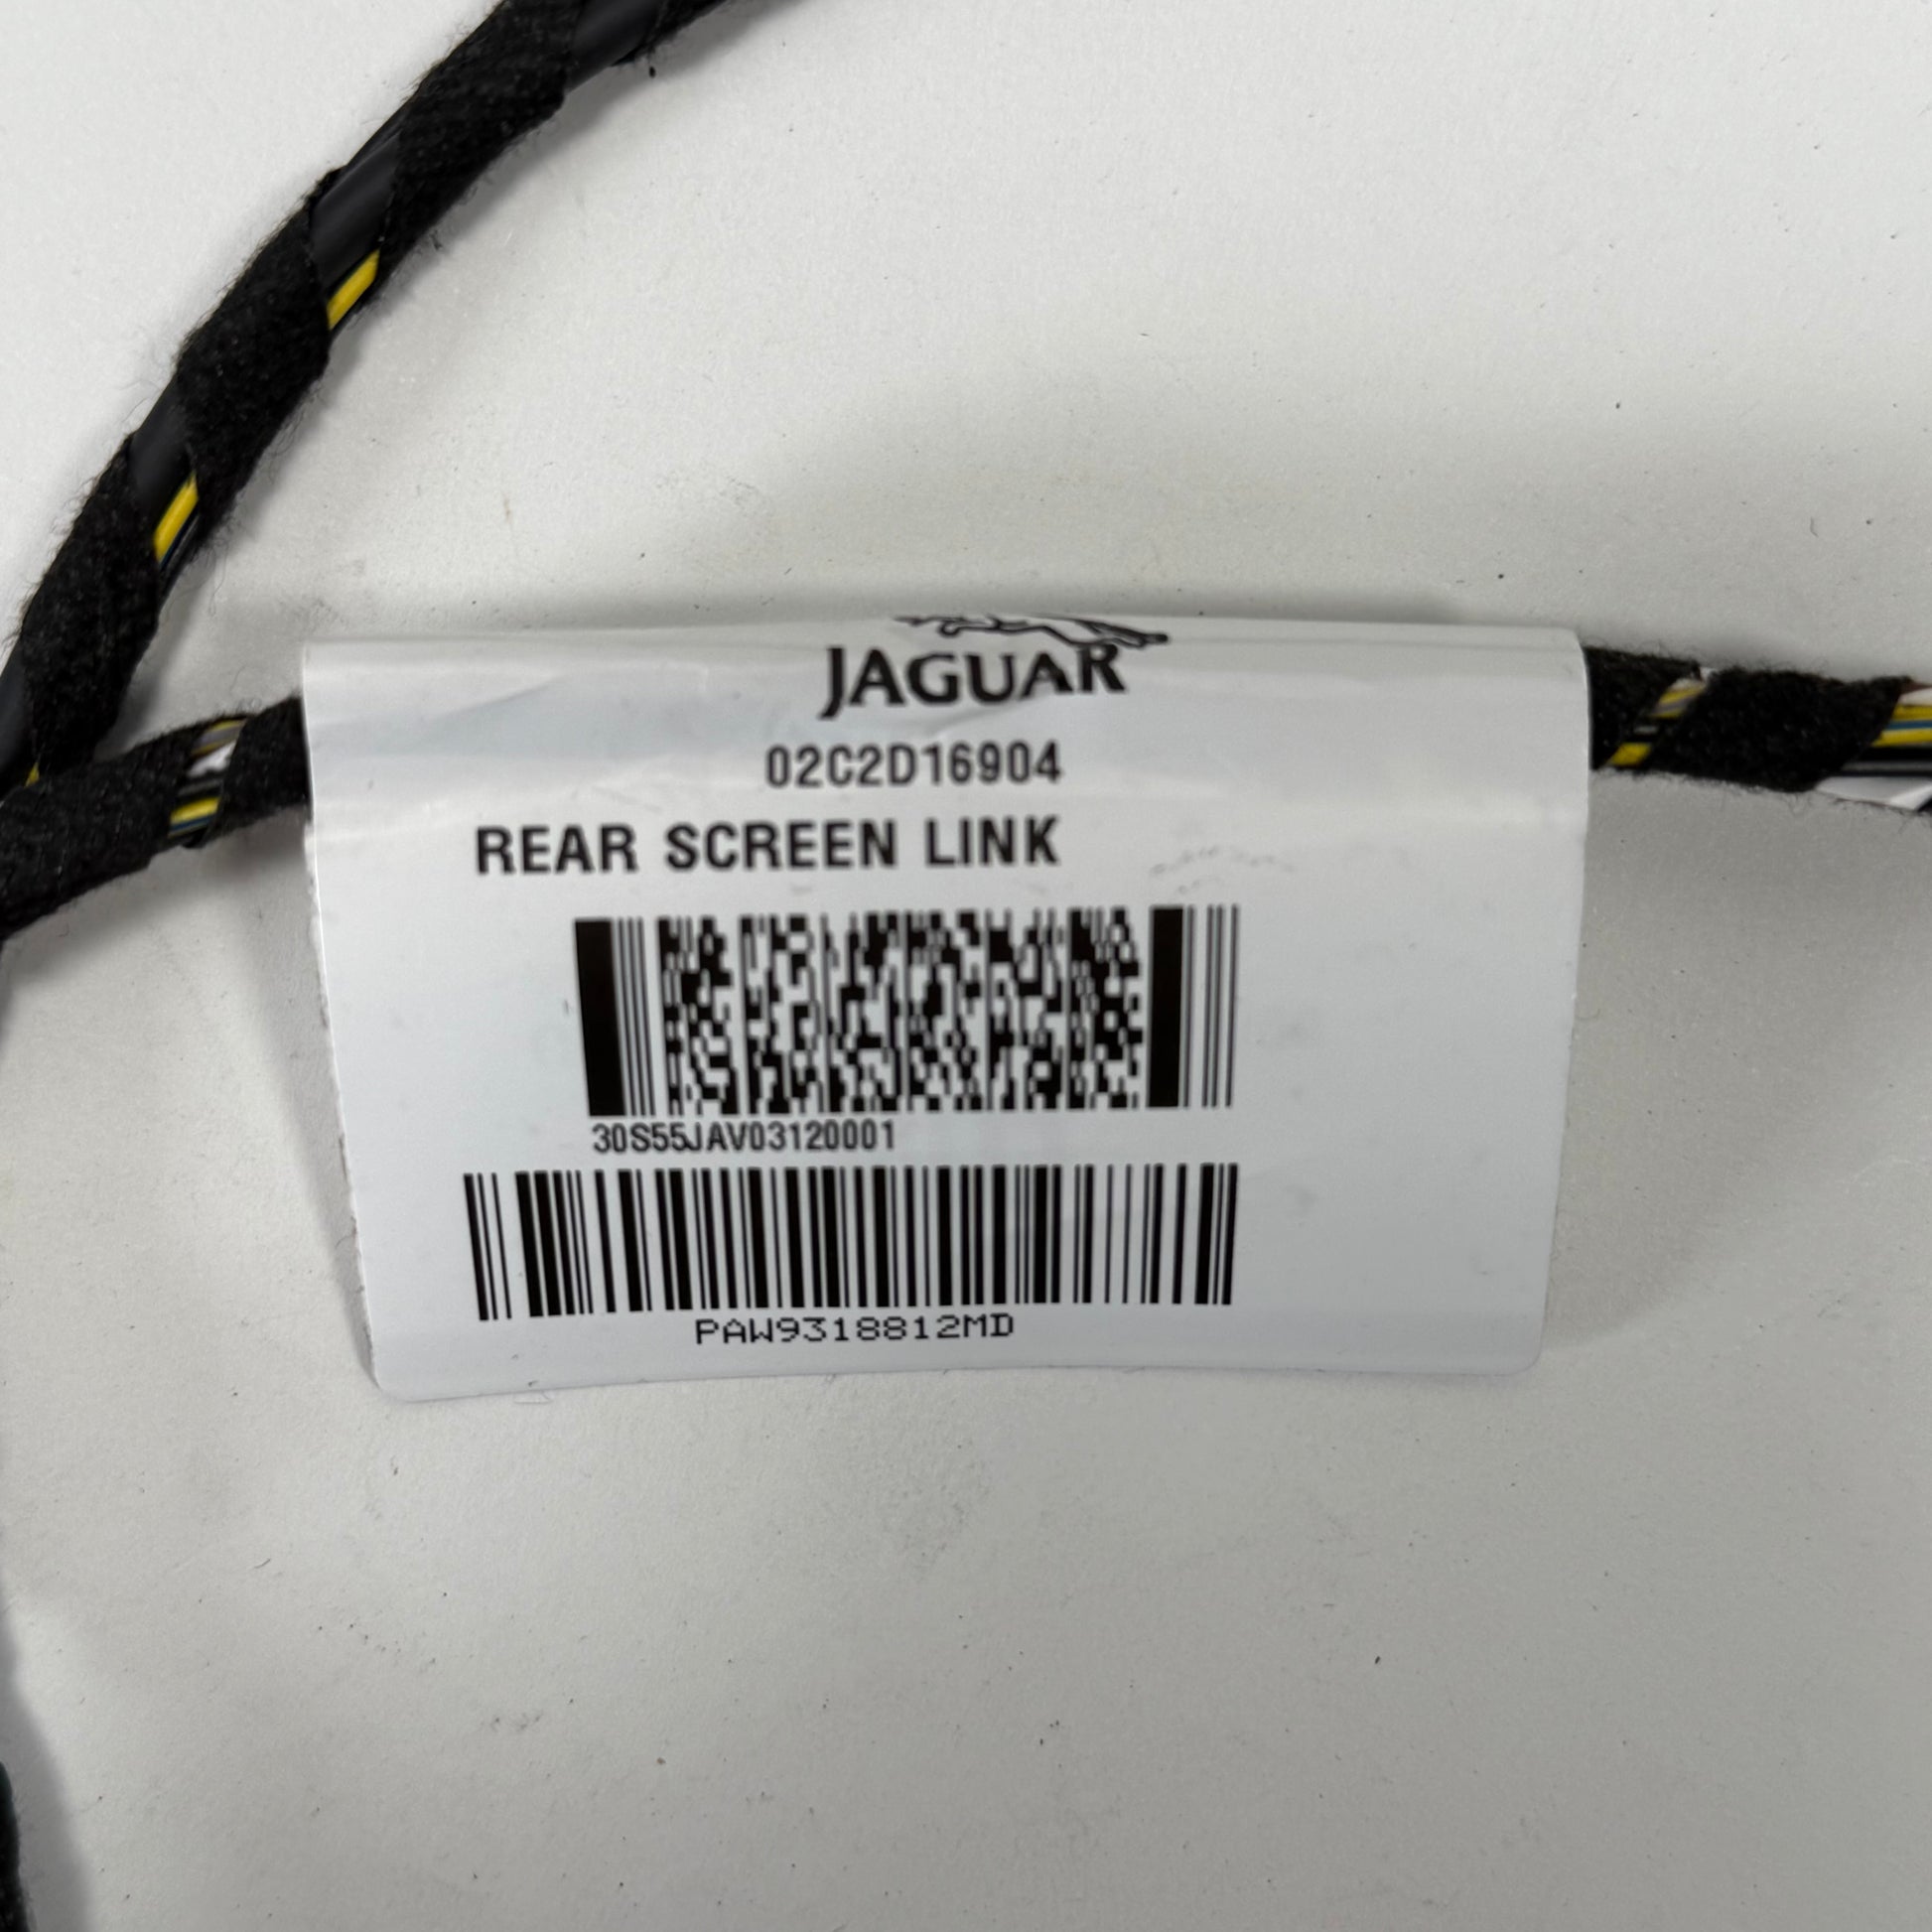 JAGUAR
02C2D16904
REAR SCREEN LINK
30S55JAV03120001
PAW9318812MD